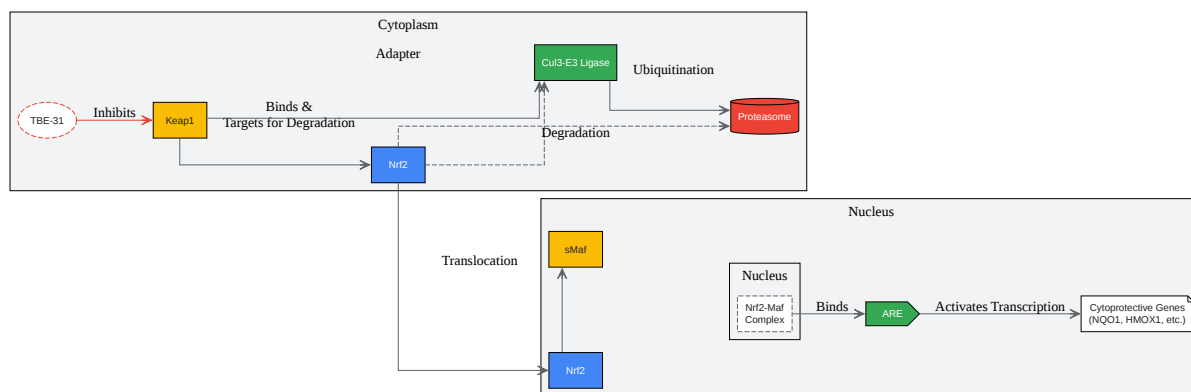 Cytoplasm
Adapter
Cul3-E3 Ligase
Ubiquitination
TBE-31
Inhibits
Keap1
Binds &
Targets for Degradation
Proteasome
Degradation
Nrf2
Nucleus
Translocation
sMaf
Nucleus
Nrf2-Maf
Complex
Binds
ARE
Activates Transcription
Cytoprotective Genes
(NQO1, HMOX1, etc.)
Nrf2